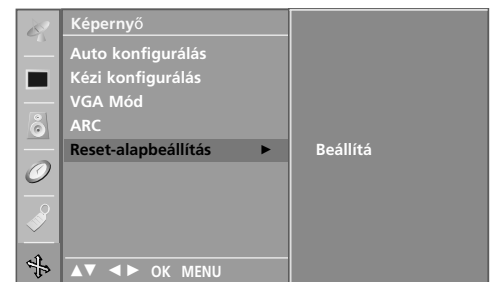 Képernyő
Auto konfigurálás
Kézi konfigurálás
VGA Mód
ARC
Reset-alapbeállítás ► Beállítá
▲▼ ◄► OK MENU